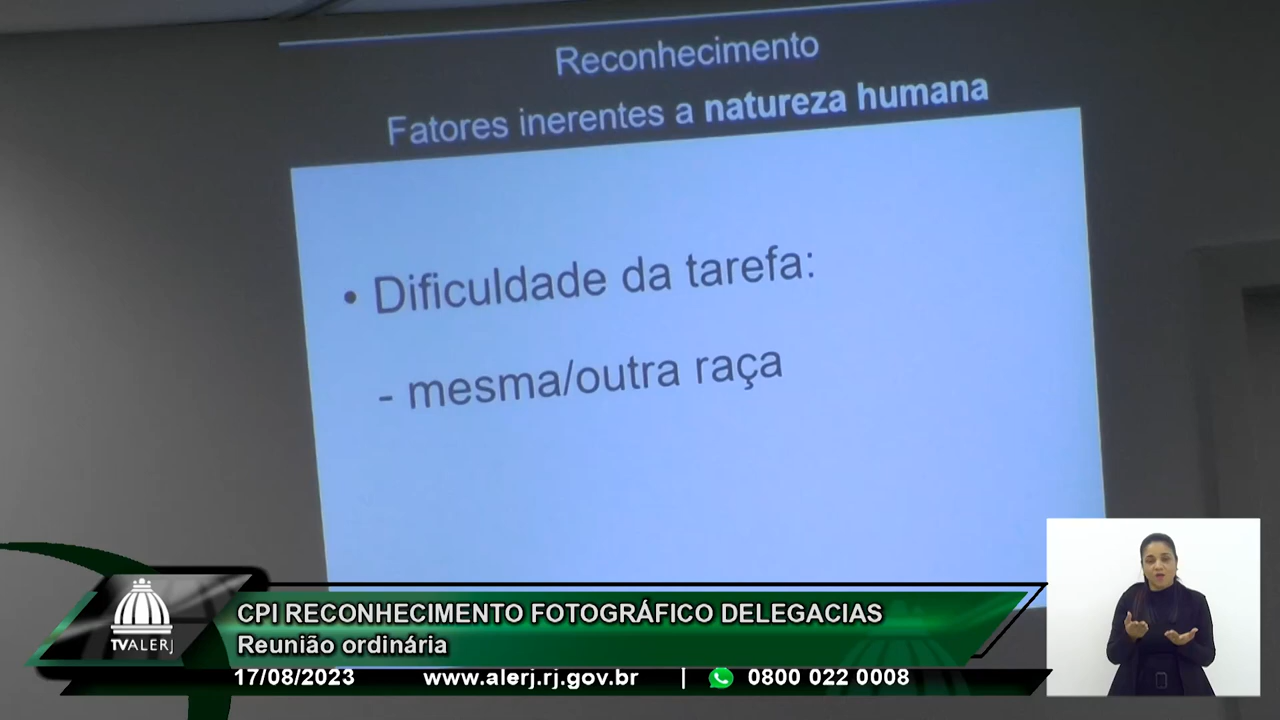 Reconhecimento
Fatores inerentes a natureza humana
• Dificuldade da tarefa:
- mesma/outra raça
CPI RECONHECIMENTO FOTOGRÁFICO DELEGACIAS
Reunião ordinária
TVALERJ
17/08/2023 www.alerj.rj.gov.br | 0800 022 0008